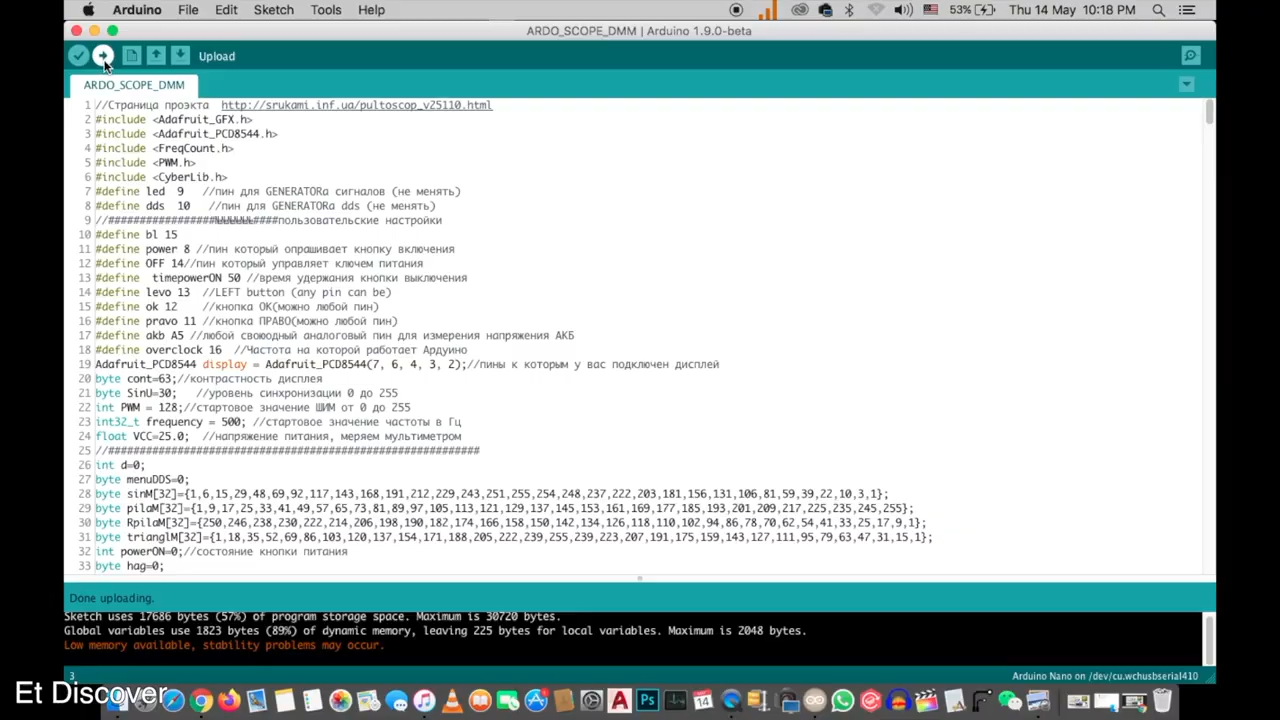 Arduino File Edit Sketch Tools Help 53% Thu 14 May 10:18 PM
ARDO_SCOPE_DMM | Arduino 1.9.0-beta
Upload
ARDO_SCOPE_DMM
1 //Страница проэкта http://srukami.inf.ua/pultoscop_v25110.html
2 #include <Adafruit_GFX.h>
3 #include <Adafruit_PCD8544.h>
4 #include <FreqCount.h>
5 #include <PWM.h>
6 #include <CyberLib.h>
7 #define led 9 //пин для GENERATORa сигналов (не менять)
8 #define dds 10 //пин для GENERATORa dds (не менять)
9 //################# ####пользовательские настройки
10 #define bl 15
11 #define power 8 //пин который опрашивает кнопку включения
12 #define OFF 14//пин который управляет ключем питания
13 #define timepowerON 50 //время удержания кнопки выключения
14 #define levo 13 //LEFT button (any pin can be)
15 #define ok 12 //кнопка ОК(можно любой пин)
16 #define pravo 11 //кнопка ПРАВО(можно любой пин)
17 #define akb A5 //любой своюодный аналоговый пин для измерения напряжения АКБ
18 #define overclock 16 //Частота на которой работает Ардуино
19 Adafruit_PCD8544 display = Adafruit_PCD8544(7, 6, 4, 3, 2);//пины к которым у вас подключен дисплей
20 byte cont=63;//контрастность дисплея
21 byte SinU=30; //уровень синхронизации 0 до 255
22 int PWM = 128;//стартовое значение ШИМ от 0 до 255
23 int32_t frequency = 500; //стартовое значение частоты в Гц
24 float VCC=25.0; //напряжение питания, меряем мультиметром
25 //###########################################################
26 int d=0;
27 byte menuDDS=0;
28 byte sinM[32]={1,6,15,29,48,69,92,117,143,168,191,212,229,243,251,255,254,248,237,222,203,181,156,131,106,81,59,39,22,10,3,1};
29 byte pilaM[32]={1,9,17,25,33,41,49,57,65,73,81,89,97,105,113,121,129,137,145,153,161,169,177,185,193,201,209,217,225,235,245,255};
30 byte RpilaM[32]={250,246,238,230,222,214,206,198,190,182,174,166,158,150,142,134,126,118,110,102,94,86,78,70,62,54,41,33,25,17,9,1};
31 byte trianglM[32]={1,18,35,52,69,86,103,120,137,154,171,188,205,222,239,255,239,223,207,191,175,159,143,127,111,95,79,63,47,31,15,1};
32 int powerON=0;//состояние кнопки питания
33 byte hag=0;
Done uploading.
Sketch uses 17686 bytes (57%) of program storage space. Maximum is 30720 bytes.
Global variables use 1823 bytes (89%) of dynamic memory, leaving 225 bytes for local variables. Maximum is 2048 bytes.
Low memory available, stability problems may occur.
3 Arduino Nano on /dev/cu.wchusbserial410
Et Discover